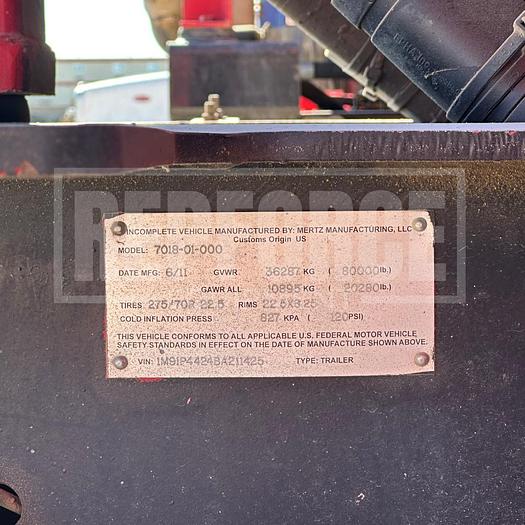 INCOMPLETE VEHICLE MANUFACTURED BY: MERTZ MANUFACTURING, LLC
Customs Origin US
MODEL: 7018-01-000
DATE MFG: 6/11 GVWR 36287 KG ( 80000 lb.)
GAWR ALL 10895 KG ( 20280 lb.)
TIRES 275/70R 22.5 RIMS 22.5X8.25
COLD INFLATION PRESS 827 KPA ( 120 PSI)
THIS VEHICLE CONFORMS TO ALL APPLICABLE U.S. FEDERAL MOTOR VEHICLE
SAFETY STANDARDS IN EFFECT ON THE DATE OF MANUFACTURE SHOWN ABOVE.
VIN: 1M91P4424BA211425 TYPE: TRAILER